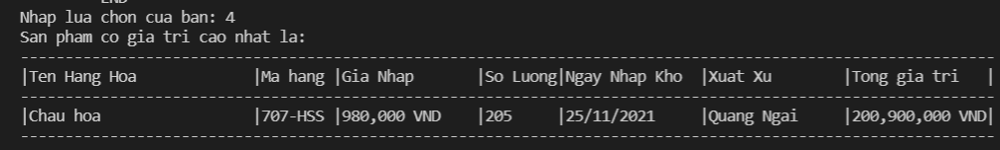 END
Nhap lua chon cua ban: 4
San pham co gia tri cao nhat la:
|Ten Hang Hoa |Ma hang |Gia Nhap |So Luong|Ngay Nhap Kho |Xuat Xu |Tong gia tri |
|Chau hoa |707-HSS |980,000 VND |205 |25/11/2021 |Quang Ngai |200,900,000 VND|